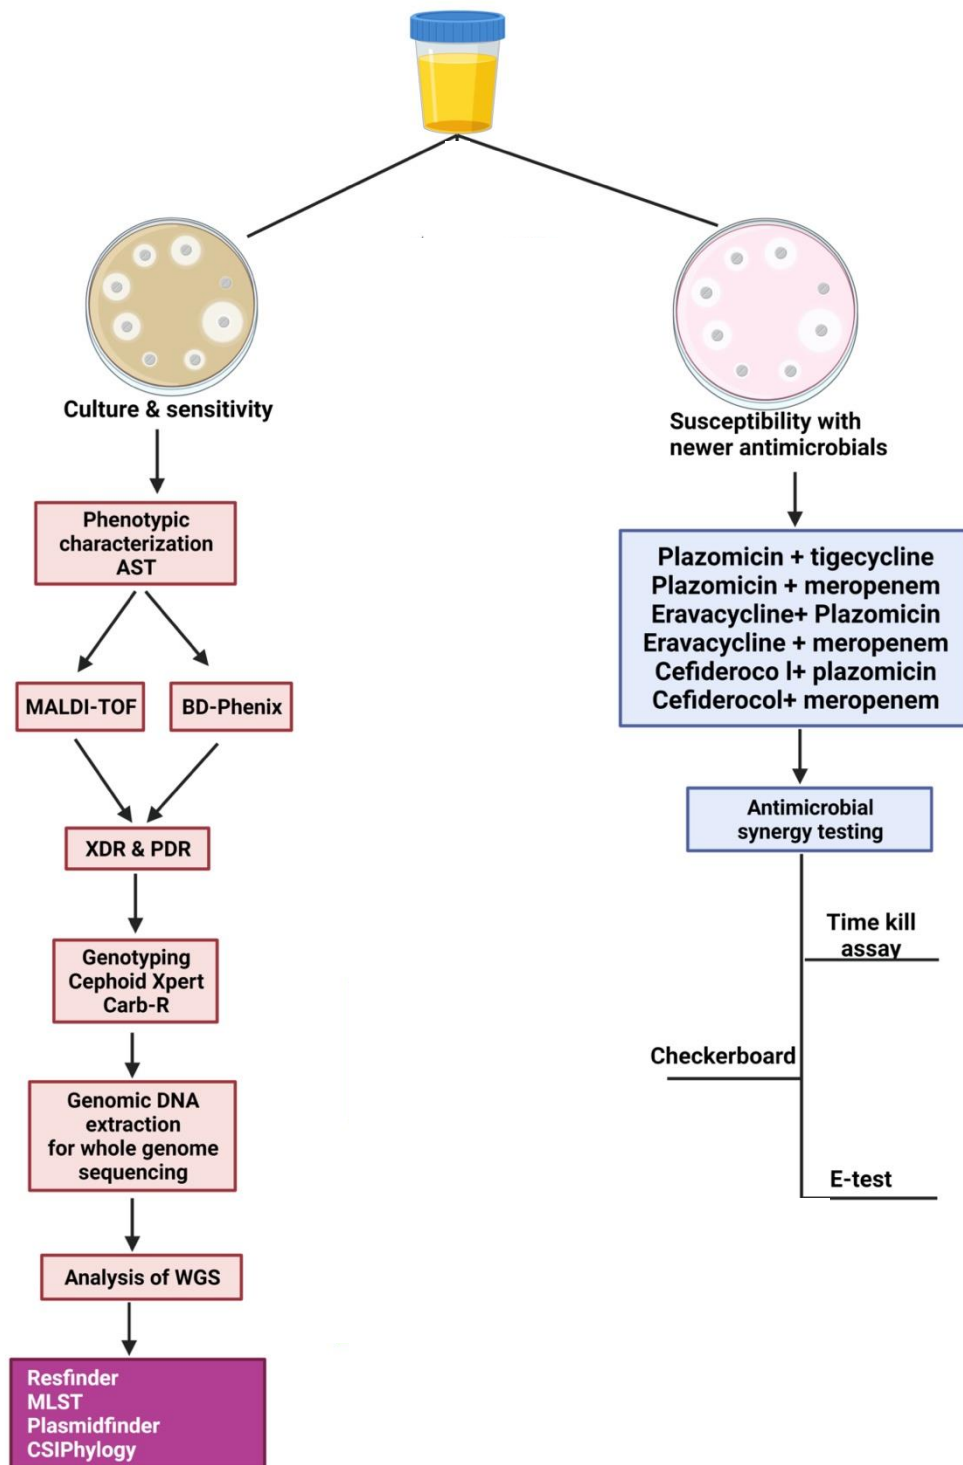 Culture & sensitivity
Phenotypic
characterization
AST
MALDI-TOF
BD-Phenix
XDR & PDR
Genotyping
Cephoid Xpert
Carb-R
Genomic DNA
extraction
for whole genome
sequencing
Analysis of WGS
Resfinder
MLST
Plasmidfinder
CSIPhylogy
Susceptibility with
newer antimicrobials
Plazomicin + tigecycline
Plazomicin + meropenem
Eravacycline+ Plazomicin
Eravacycline + meropenem
Cefideroco l+ plazomicin
Cefiderocol+ meropenem
Antimicrobial
synergy testing
Time kill
assay
Checkerboard
E-test